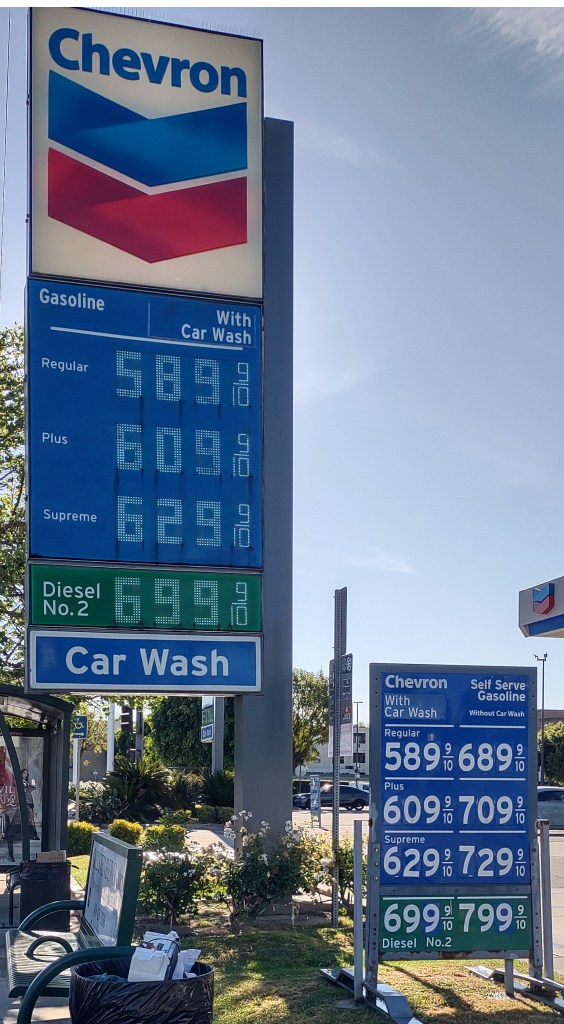 Chevron
Gasoline
With
Car Wash
Regular 589 9/10
Plus 609 9/10
Supreme 629 9/10
Diesel
No. 2 699 9/10
Car Wash
Chevron
With
Car Wash
Self Serve
Gasoline
Without Car Wash
Regular
589 9/10 689 9/10
Plus
609 9/10 709 9/10
Supreme
629 9/10 729 9/10
699 9/10 799 9/10
Diesel No. 2